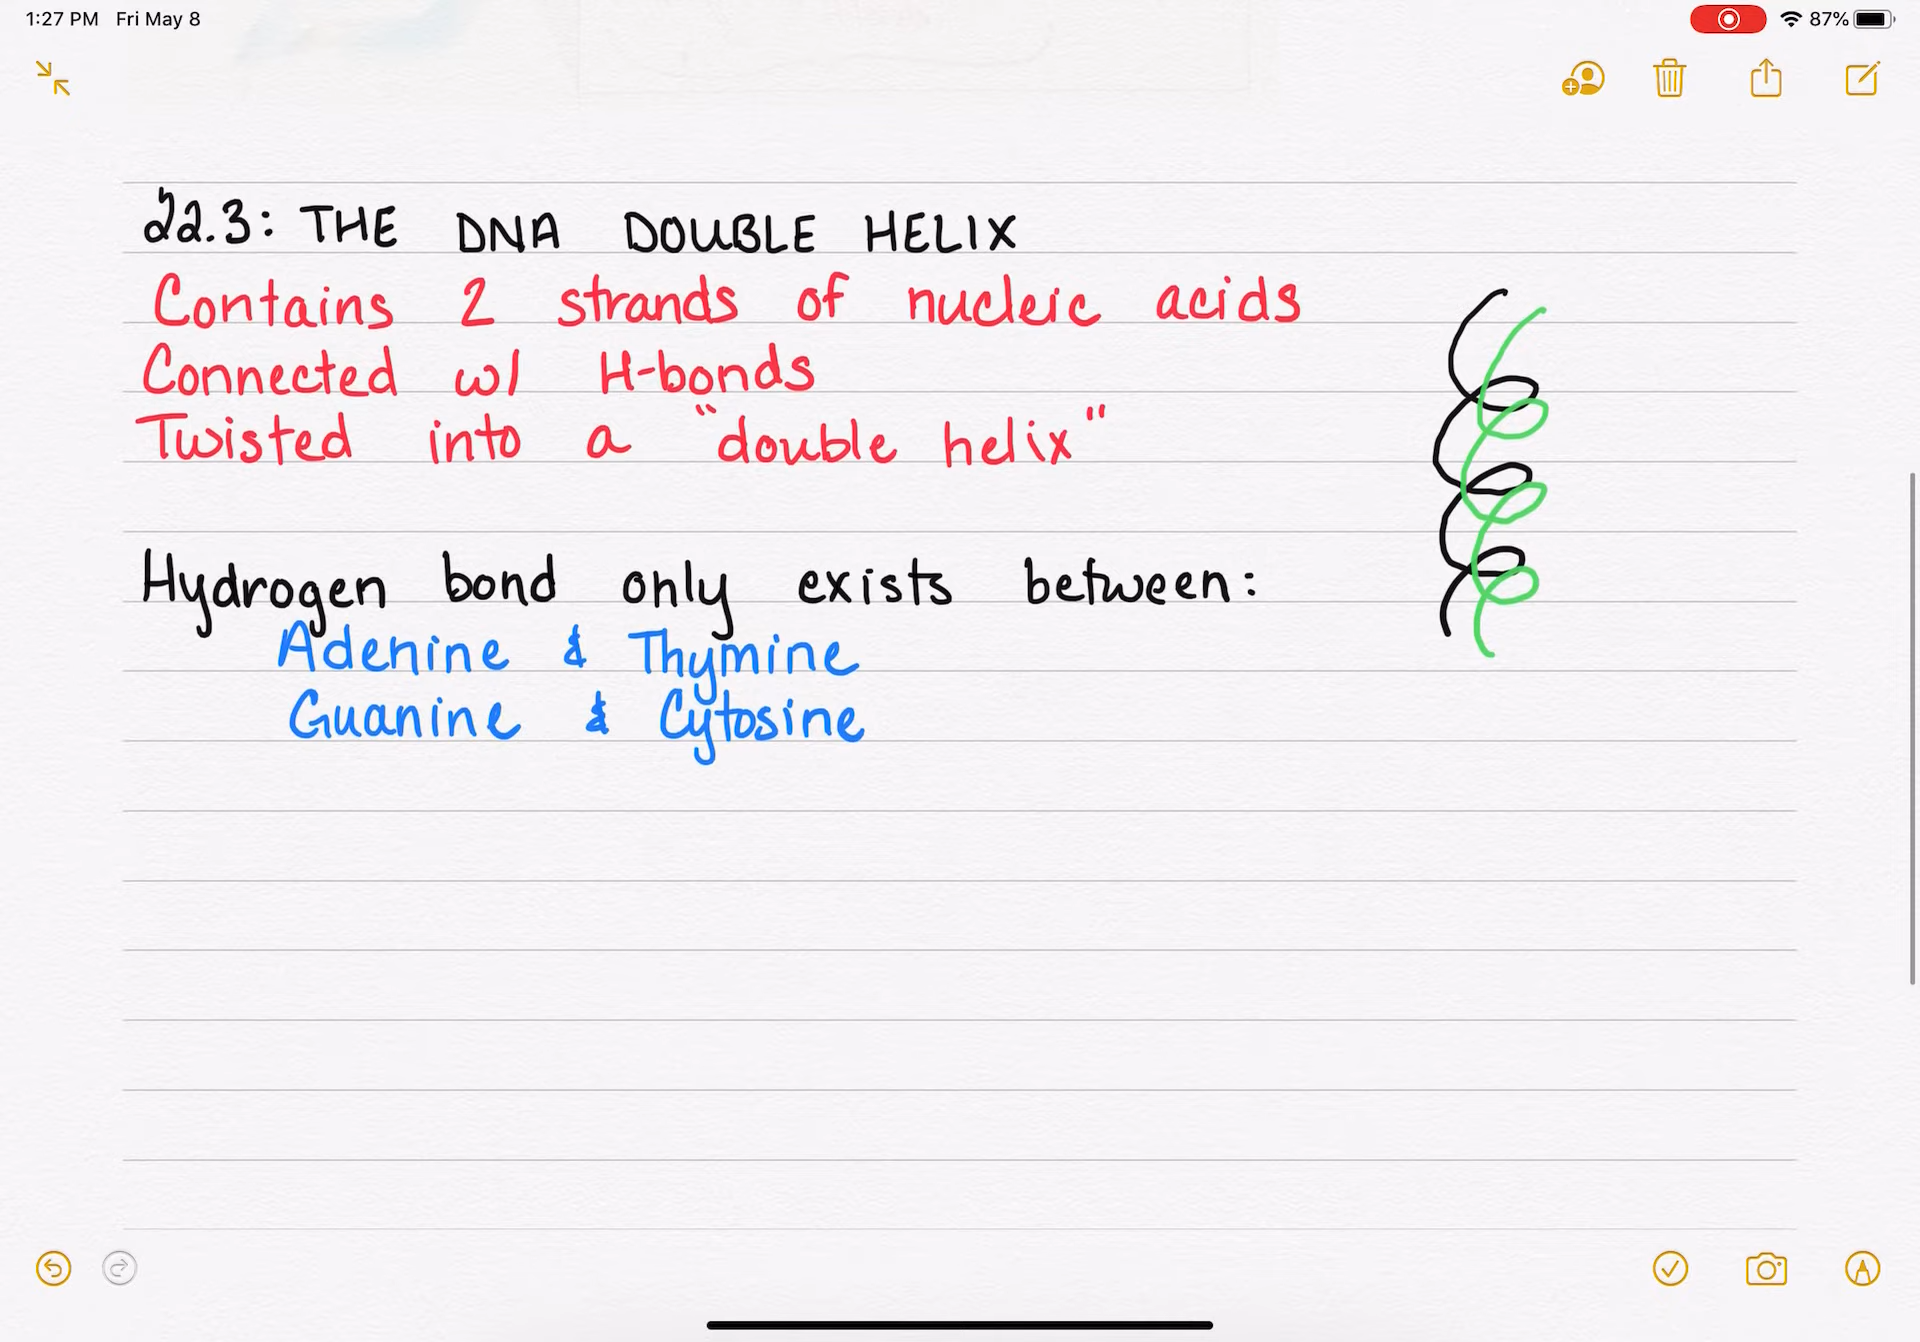 1:27 PM Fri May 8 87%
22.3: THE DNA DOUBLE HELIX
Contains 2 strands of nucleic acids
Connected w/ H-bonds
Twisted into a "double helix"
Hydrogen bond only exists between:
Adenine & Thymine
Guanine & Cytosine